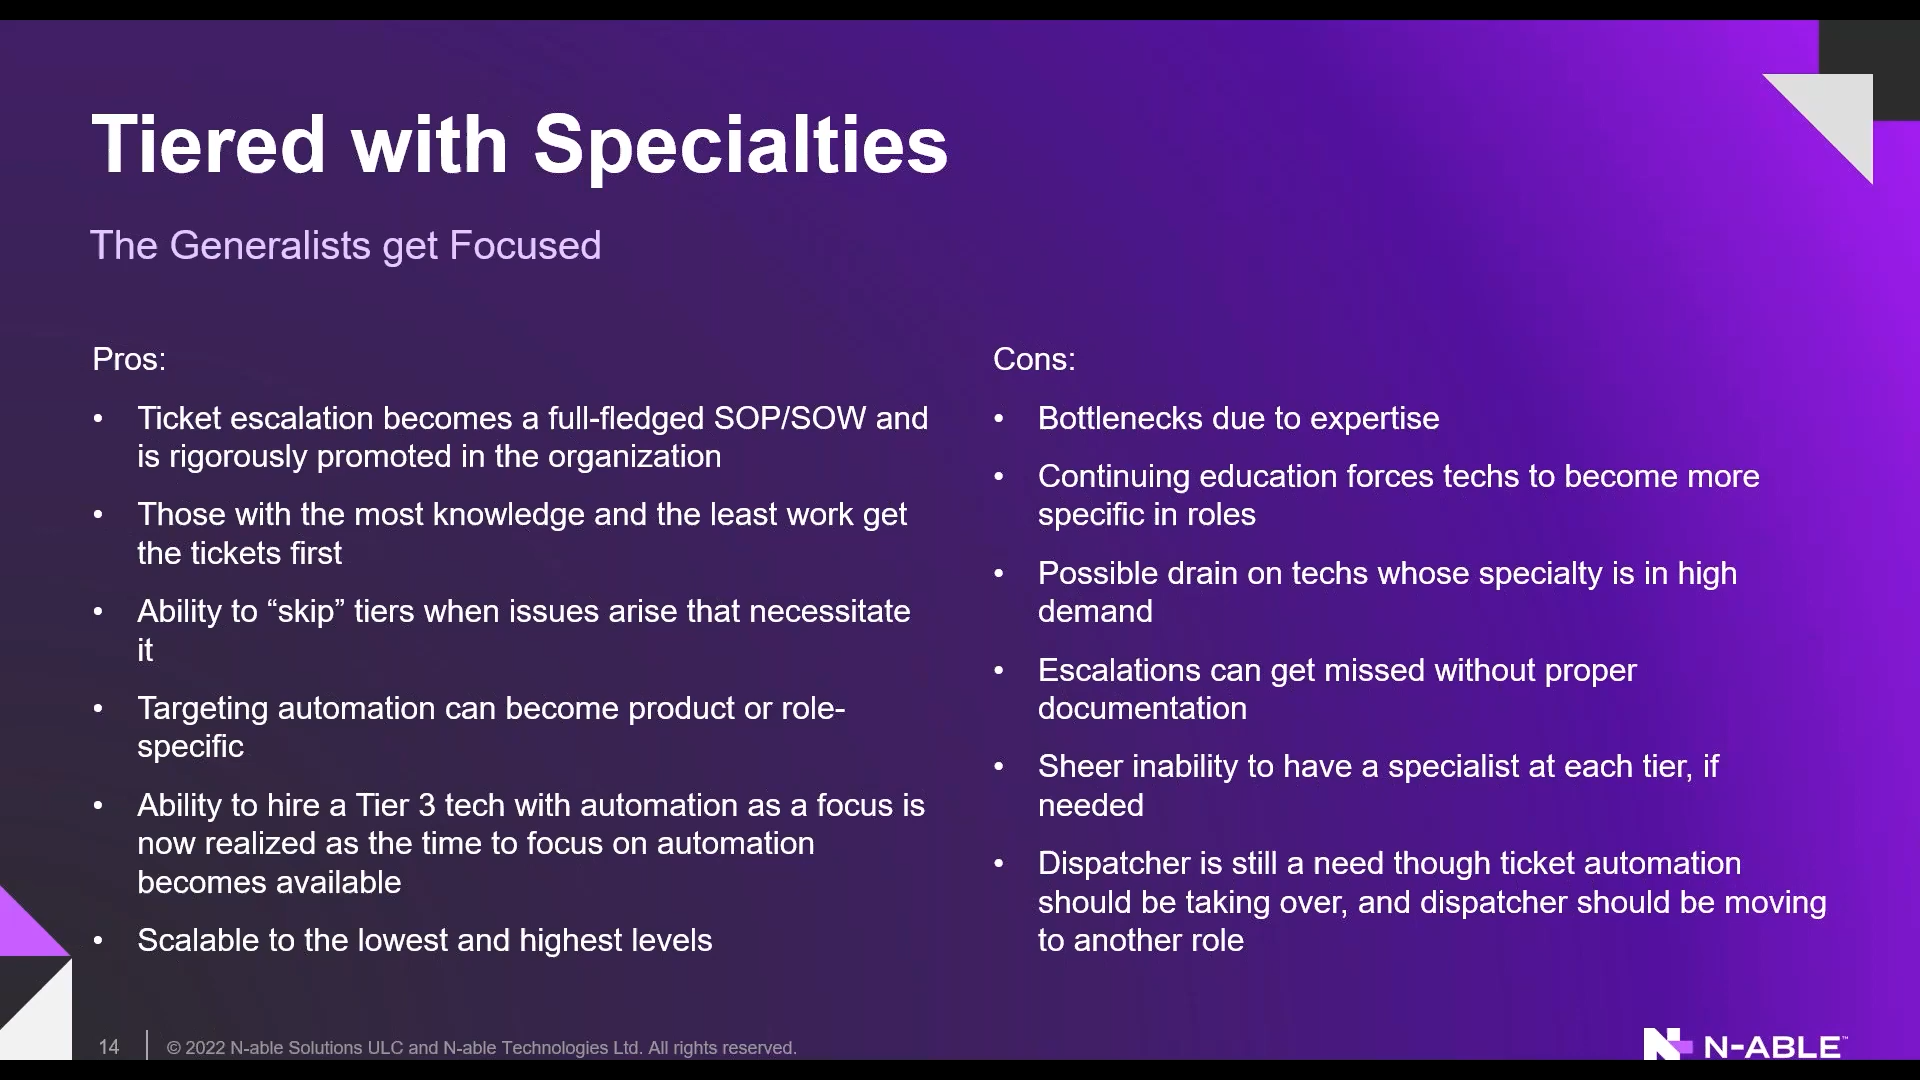 Tiered with Specialties
The Generalists get Focused
Pros:
• Ticket escalation becomes a full-fledged SOP/SOW and
is rigorously promoted in the organization
• Those with the most knowledge and the least work get
the tickets first
• Ability to “skip” tiers when issues arise that necessitate
it
• Targeting automation can become product or role-
specific
• Ability to hire a Tier 3 tech with automation as a focus is
now realized as the time to focus on automation
becomes available
• Scalable to the lowest and highest levels
Cons:
• Bottlenecks due to expertise
• Continuing education forces techs to become more
specific in roles
• Possible drain on techs whose specialty is in high
demand
• Escalations can get missed without proper
documentation
• Sheer inability to have a specialist at each tier, if
needed
• Dispatcher is still a need though ticket automation
should be taking over, and dispatcher should be moving
to another role
14
© 2022 N-able Solutions ULC and N-able Technologies Ltd. All rights reserved.
N-ABLE™